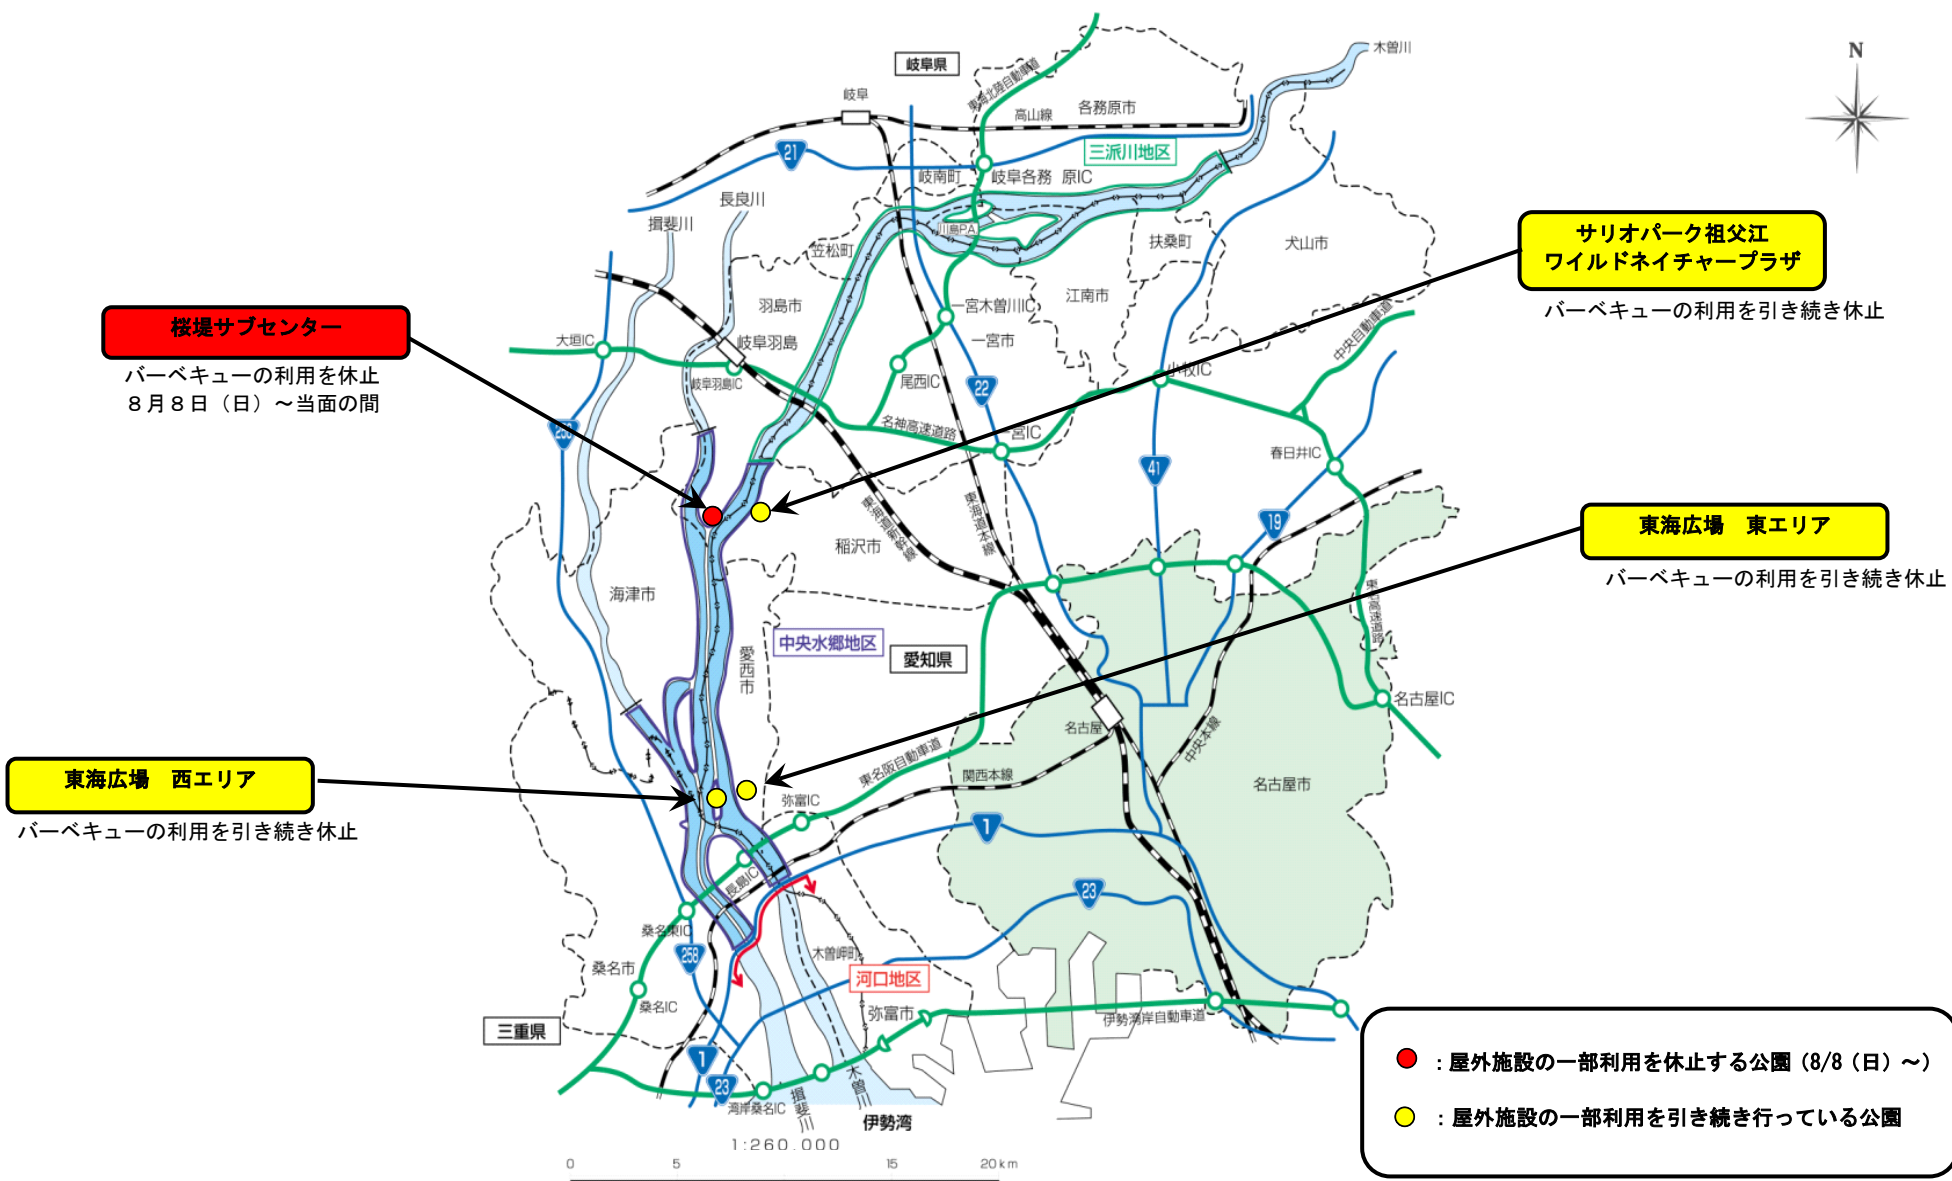 木曽川
N
岐阜県
岐阜
東海北陸自動車道
高山線
各務原市
21
三派川地区
岐南町
岐阜各務原IC
長良川
揖斐川
川島P.A
笠松町
扶桑町
犬山市
サリオパーク祖父江
ワイルドネイチャープラザ
バーベキューの利用を引き続き休止
羽島市
一宮木曽川IC
江南市
桜堤サブセンター
バーベキューの利用を休止
８月８日（日）～当面の間
大垣IC
岐阜羽島
一宮市
中央自動車道
岐阜羽島IC
尾西IC
22
小牧IC
名神高速道路
一宮IC
258
春日井IC
41
東海道新幹線
東海道本線
19
稲沢市
東海広場　東エリア
バーベキューの利用を引き続き休止
海津市
中央水郷地区
愛知県
愛西市
名古屋IC
名古屋
中央本線
東名阪自動車道
関西本線
名古屋市
東海広場　西エリア
バーベキューの利用を引き続き休止
弥富IC
1
長島IC
23
桑名東IC
258
木曽岬町
桑名市
河口地区
桑名IC
弥富市
伊勢湾岸自動車道
三重県
1
23
湾岸桑名IC
揖斐川
木曽川
伊勢湾
1:260.000
0 5 15 20km
：屋外施設の一部利用を休止する公園（8/8（日）～）
：屋外施設の一部利用を引き続き行っている公園